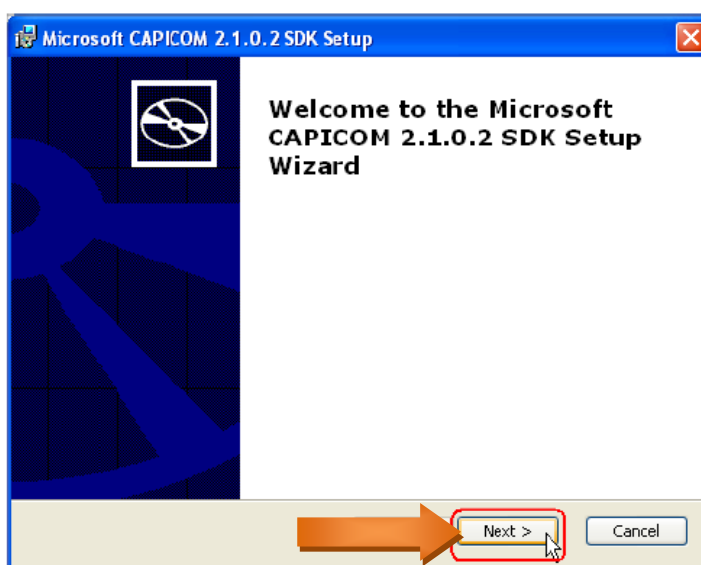 Microsoft CAPICOM 2.1.0.2 SDK Setup
Welcome to the Microsoft
CAPICOM 2.1.0.2 SDK Setup
Wizard
Next >
Cancel